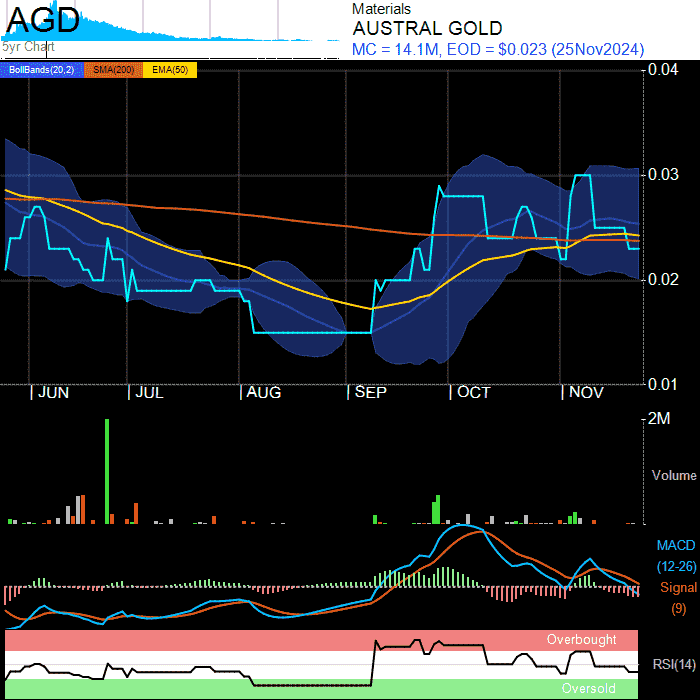 AGD
5yr Chart
Materials
AUSTRAL GOLD
MC = 14.1M, EOD = $0.023 (25Nov2024)
BollBands(20,2) SMA(200) EMA(50)
0.04
0.03
0.02
0.01
JUN JUL AUG SEP OCT NOV
2M
Volume
MACD
(12-26)
Signal
(9)
Overbought
RSI(14)
Oversold